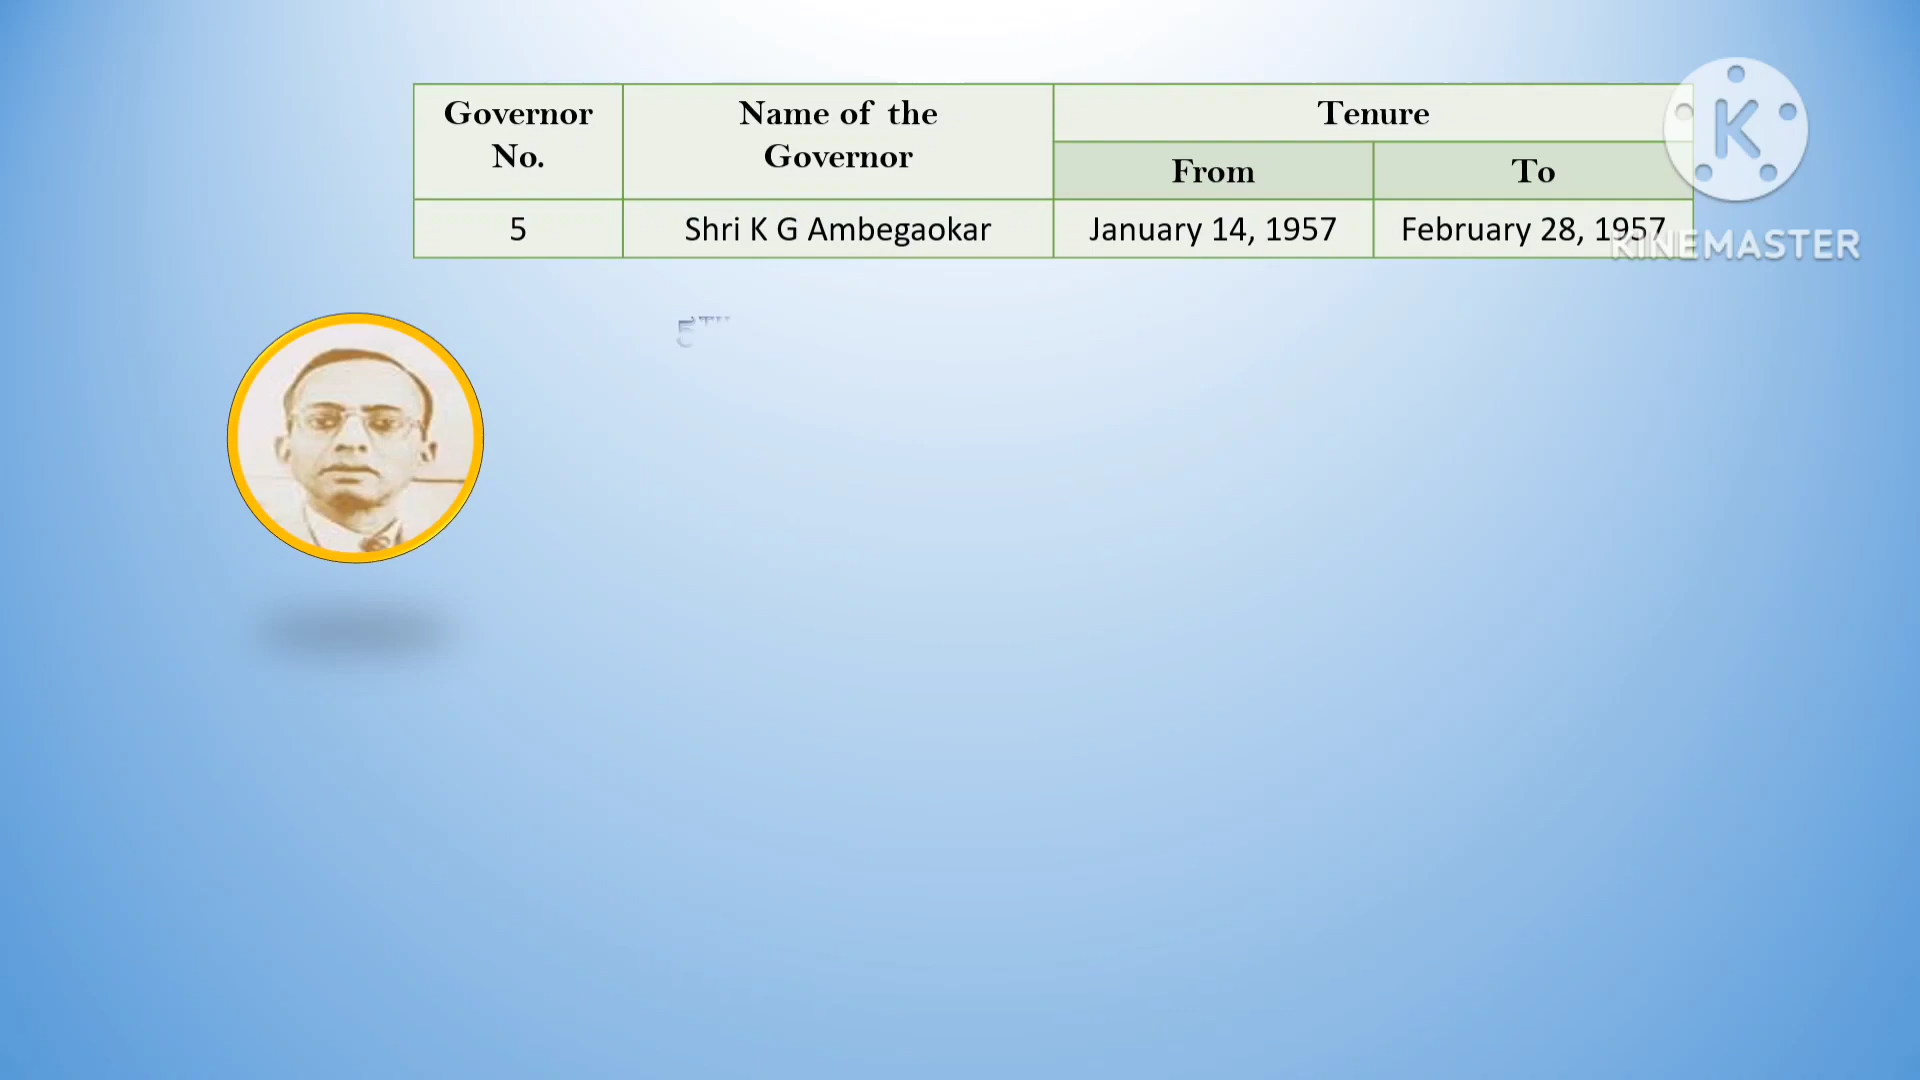 Governor
No.
Name of the
Governor
Tenure
From
To
5
Shri K G Ambegaokar
January 14, 1957
February 28, 1957
K
KINEMASTER
5